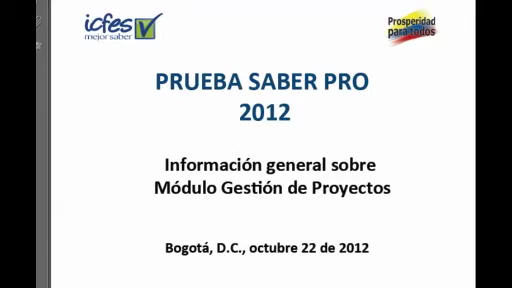 icfes
mejor saber
Prosperidad
para todos
PRUEBA SABER PRO
2012
Información general sobre
Módulo Gestión de Proyectos
Bogotá, D.C., octubre 22 de 2012